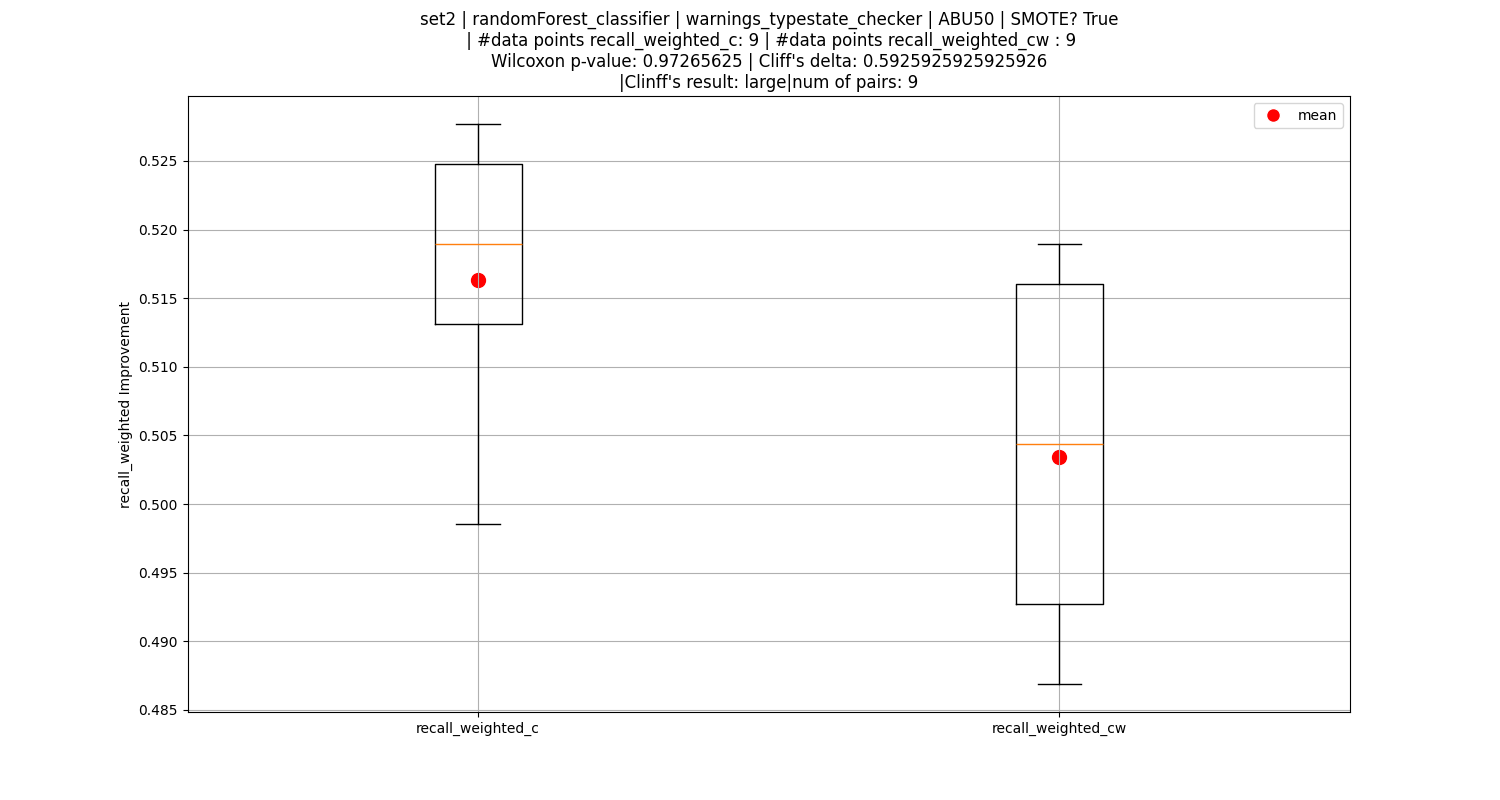 set2 | randomForest_classifier | warnings_typestate_checker | ABU50 | SMOTE? True
| #data points recall_weighted_c: 9 | #data points recall_weighted_cw : 9
Wilcoxon p-value: 0.97265625 | Cliff's delta: 0.5925925925925926
|Clinff's result: large|num of pairs: 9
mean
recall_weighted Improvement
0.525
0.520
0.515
0.510
0.505
0.500
0.495
0.490
0.485
recall_weighted_c
recall_weighted_cw